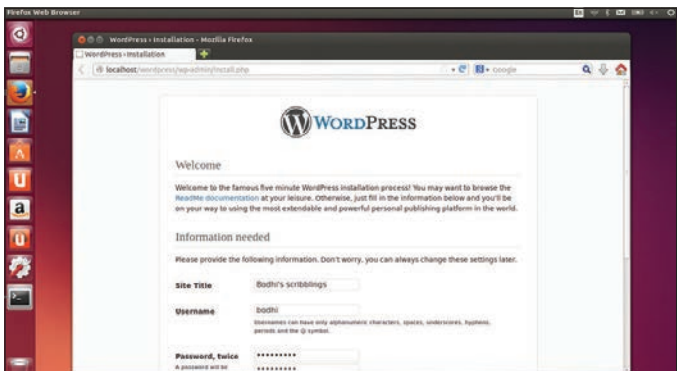 Firefox Web Browser
WordPress › Installation - Mozilla Firefox
WordPress › Installation
localhost/wordpress/wp-admin/install.php
Google
WORDPRESS
Welcome
Welcome to the famous five minute WordPress installation process! You may want to browse the
ReadMe documentation at your leisure. Otherwise, just fill in the information below and you'll be
on your way to using the most extendable and powerful personal publishing platform in the world.
Information needed
Please provide the following information. Don't worry, you can always change these settings later.
Site Title Bodhi's scribblings
Username bodhi
Usernames can have only alphanumeric characters, spaces, underscores, hyphens,
periods and the @ symbol.
Password, twice
A password will be